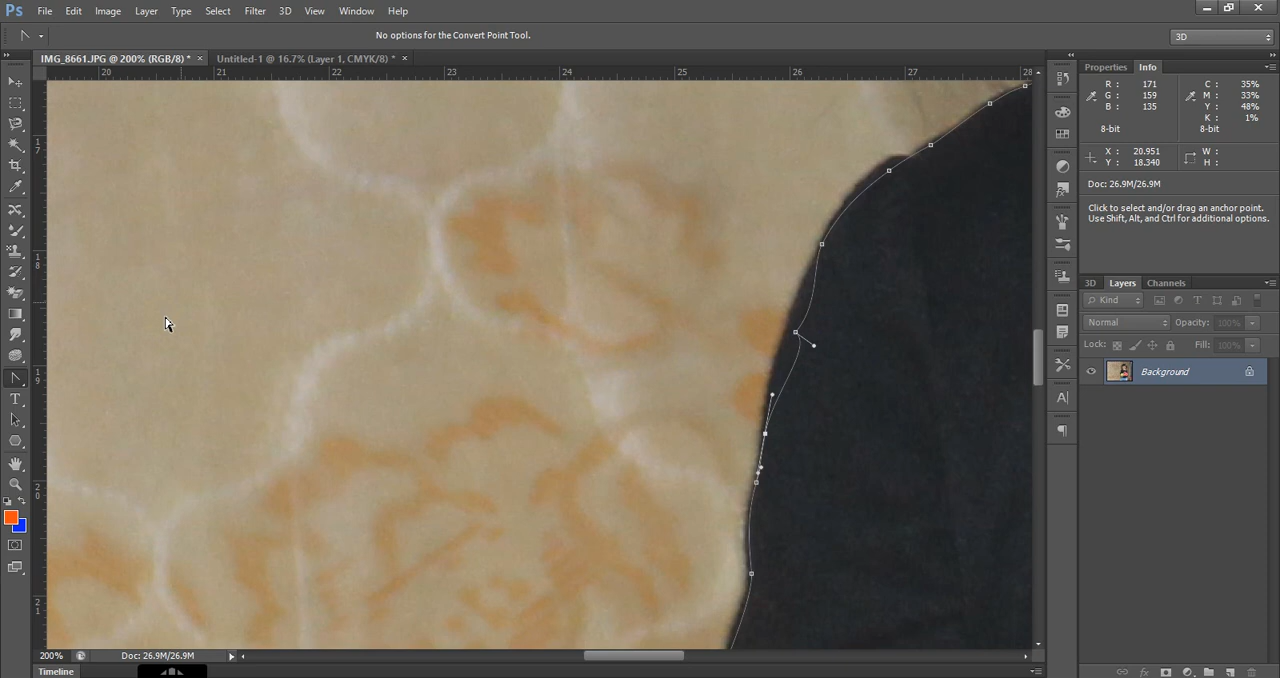 Ps File Edit Image Layer Type Select Filter 3D View Window Help
No options for the Convert Point Tool.
3D
IMG_8661.JPG @ 200% (RGB/8) * × Untitled-1 @ 16.7% (Layer 1, CMYK/8) * ×
Properties Info
20 21 22 23 24 25 26 27 28
R : 171 C : 35%
G : 159 M : 33%
B : 135 Y : 48%
K : 1%
8-bit 8-bit
X : 20.951 W :
Y : 18.340 H :
Doc: 26.9M/26.9M
Click to select and/or drag an anchor point.
Use Shift, Alt, and Ctrl for additional options.
17
18
19
20
21
3D Layers Channels
Kind
Normal Opacity: 100%
Lock: Fill: 100%
Background
200% Doc: 26.9M/26.9M
Timeline